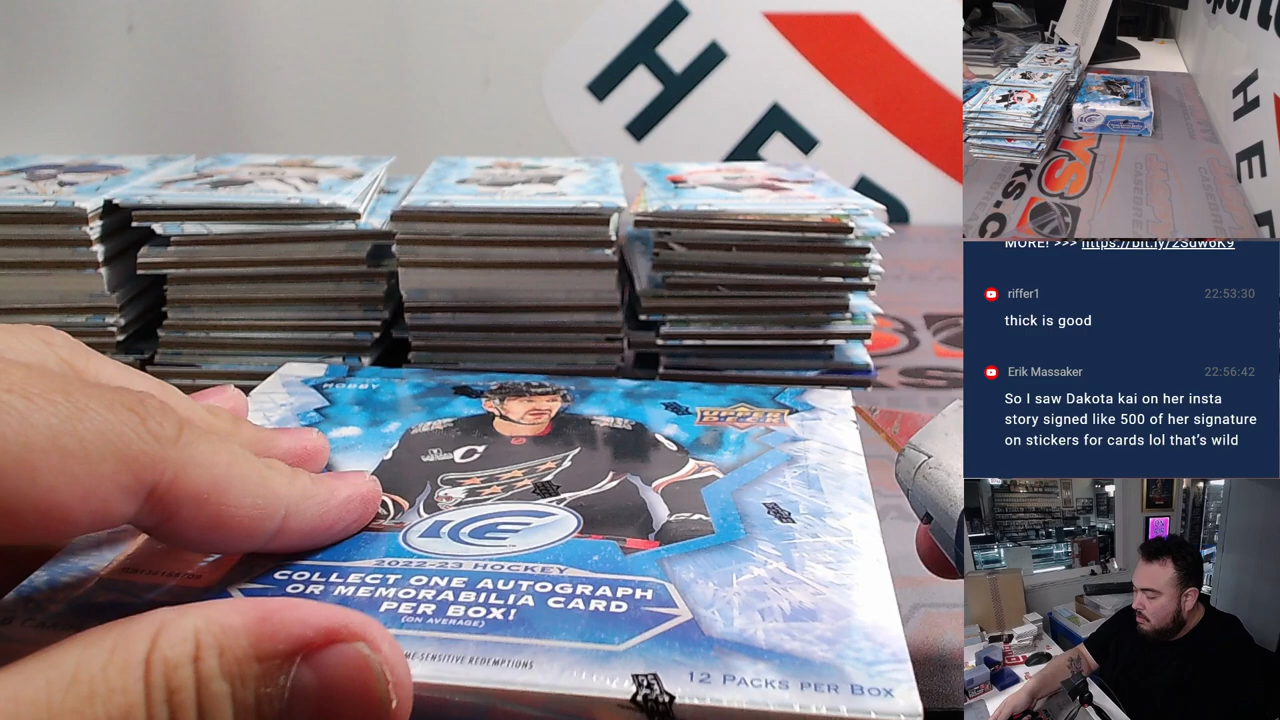 HE
HOBBY
UPPER DECK
C
ICE
2022-23 HOCKEY
COLLECT ONE AUTOGRAPH
OR MEMORABILIA CARD
PER BOX!
(ON AVERAGE)
12 PACKS PER BOX
HER
MORE! >>> https://bit.ly/2Sdw6K9
riffer1 22:53:30
thick is good
Erik Massaker 22:56:42
So I saw Dakota kai on her insta
story signed like 500 of her signature
on stickers for cards lol that's wild